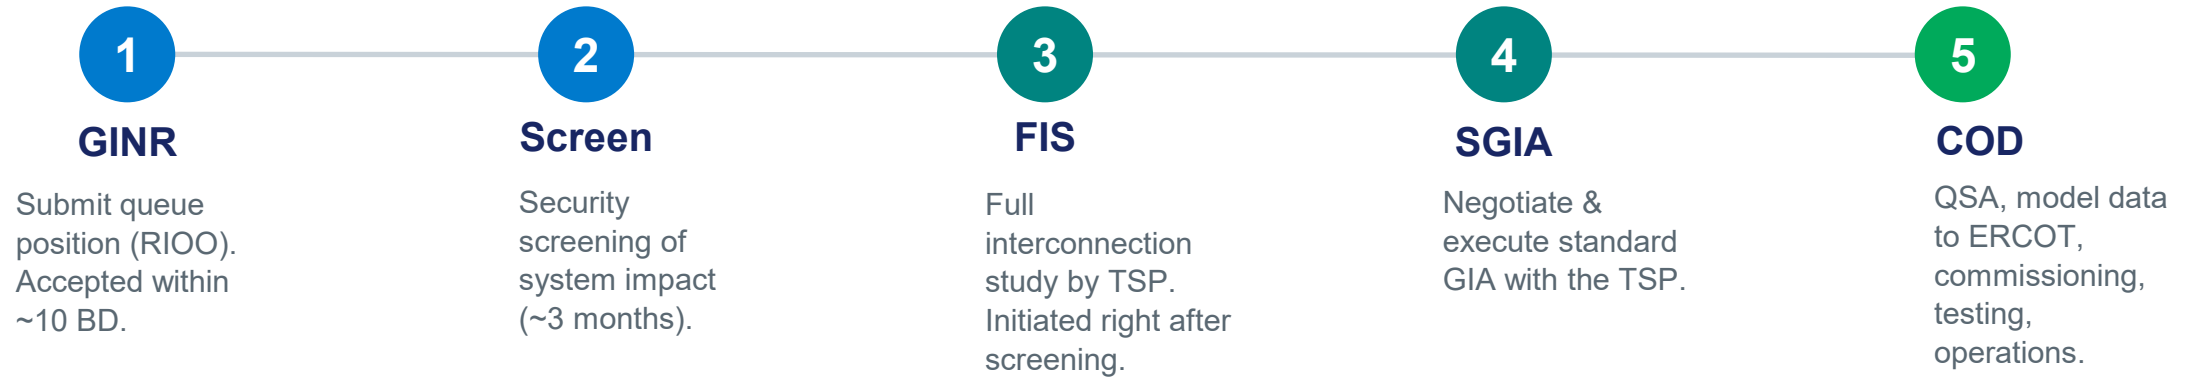 1
GINR
Submit queue
position (RIOO).
Accepted within
~10 BD.
2
Screen
Security
screening of
system impact
(~3 months).
3
FIS
Full
interconnection
study by TSP.
Initiated right after
screening.
4
SGIA
Negotiate &
execute standard
GIA with the TSP.
5
COD
QSA, model data
to ERCOT,
commissioning,
testing,
operations.